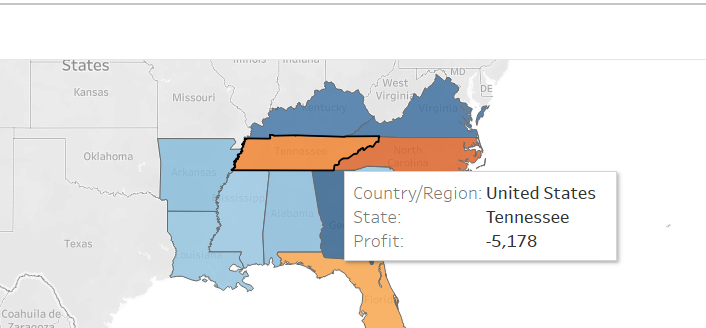 Illinois Indiana
States
Kansas
Missouri
West
Virginia
MD
DE
Kentucky
Virginia
Oklahoma
Arkansas
Tennessee
North
Carolina
Mississippi
Alabama
Texas
Louisiana
Florida
Coahuila de
Zaragoza
Country/Region: United States
State: Tennessee
Profit: -5,178